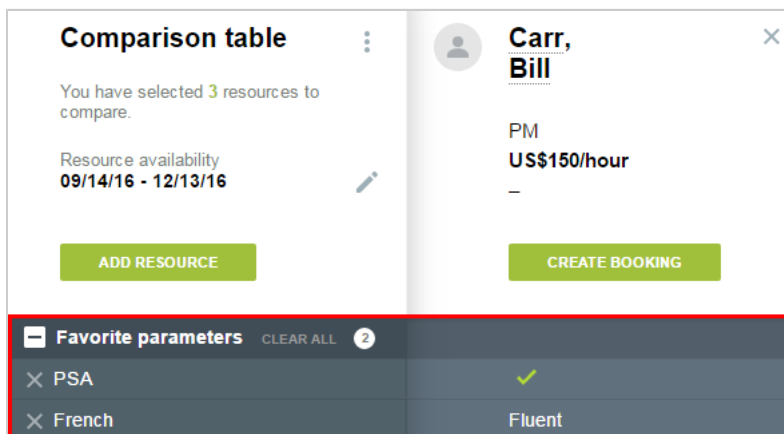 Comparison table
You have selected 3 resources to
compare.
Resource availability
09/14/16 - 12/13/16
ADD RESOURCE
Carr,
Bill
PM
US$150/hour
–
CREATE BOOKING
Favorite parameters CLEAR ALL 2
PSA
French Fluent